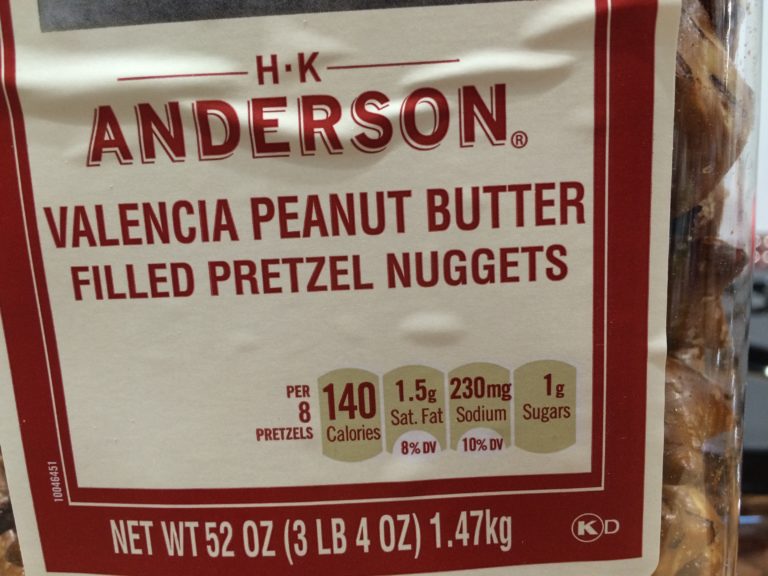 H·K
ANDERSON®
VALENCIA PEANUT BUTTER
FILLED PRETZEL NUGGETS
PER
8
PRETZELS
140
Calories
1.5g
Sat. Fat
8% DV
230mg
Sodium
10% DV
1g
Sugars
10046451
NET WT 52 OZ (3 LB 4 OZ) 1.47kg
K D